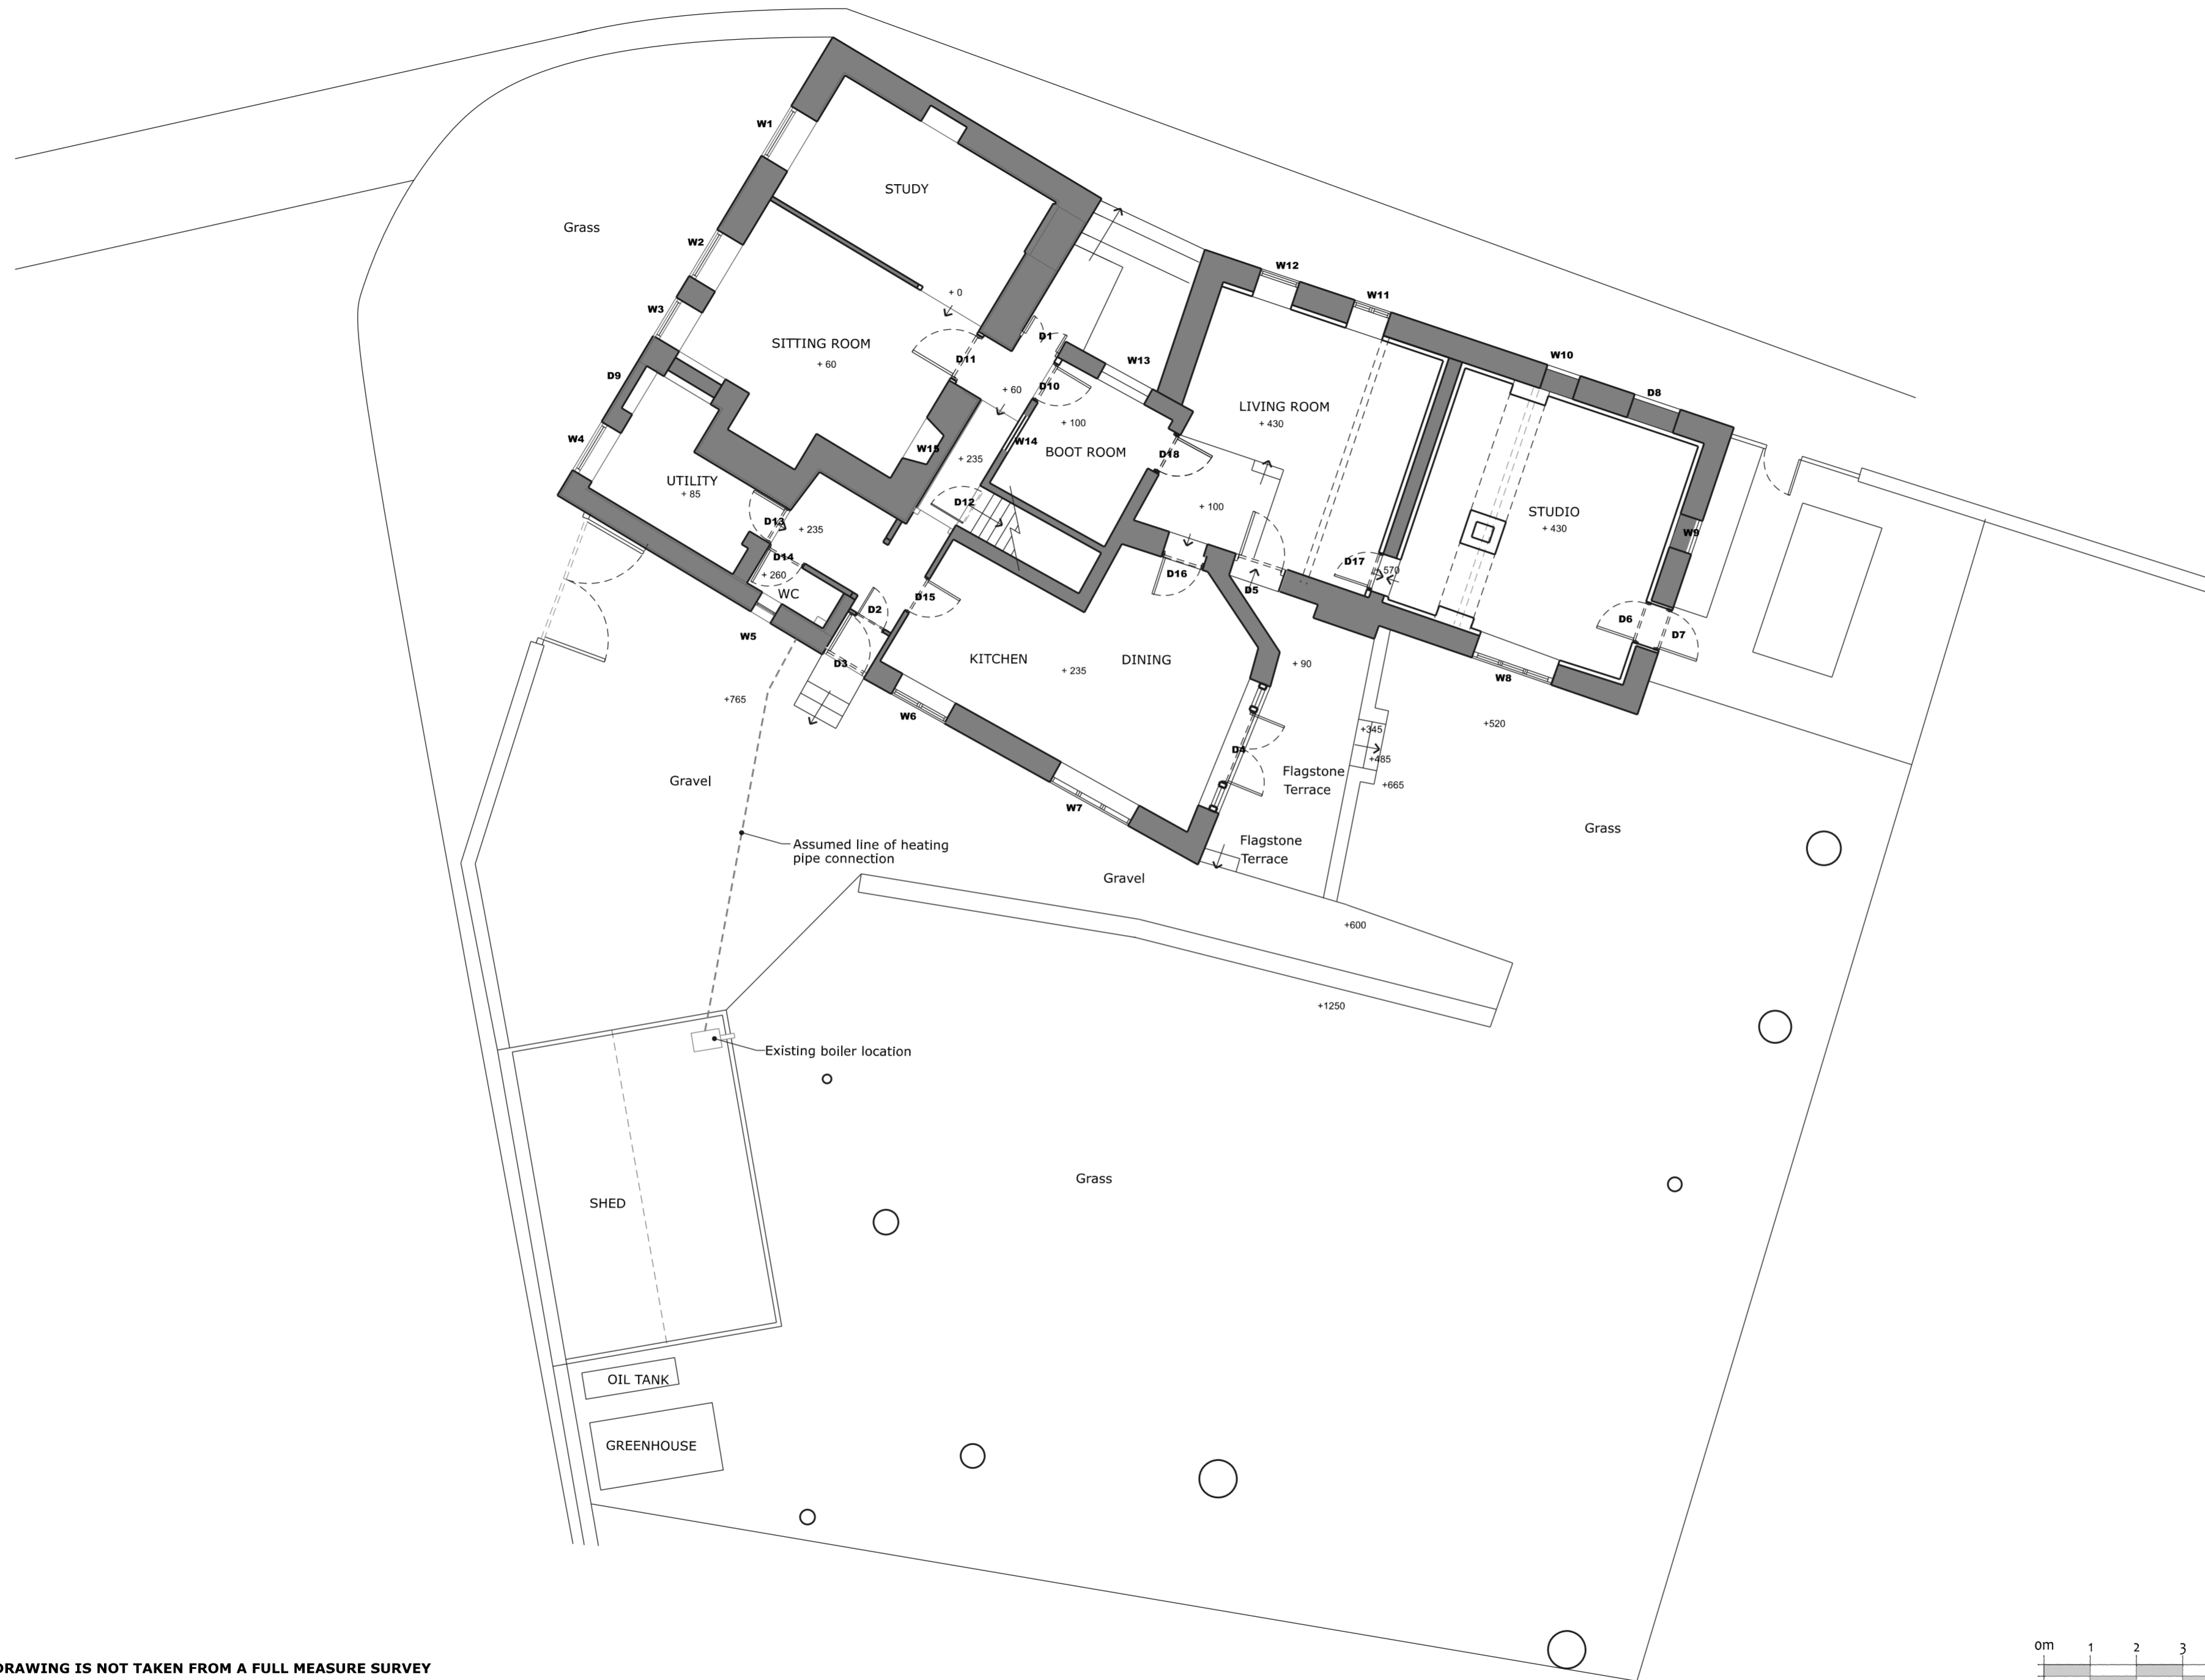 W1
STUDY
W2
Grass
W12
+ 0
W11
W3
D1
SITTING ROOM
+ 60
D11
W13
W10
D9
+ 60
D10
D8
LIVING ROOM
+ 430
+ 100
W4
W15
W14
BOOT ROOM
D18
+ 235
UTILITY
+ 85
D12
+ 100
STUDIO
+ 430
D13
+ 235
W9
D14
+ 260
WC
D16
D17
570
D5
D15
D2
W5
D3
KITCHEN
DINING
+ 235
+ 90
D6
D7
W8
+765
W6
+345
+520
D4
+485
Flagstone
Terrace
+665
Gravel
W7
Grass
Assumed line of heating
pipe connection
Flagstone
Terrace
Gravel
+600
+1250
Existing boiler location
Grass
SHED
OIL TANK
GREENHOUSE
DRAWING IS NOT TAKEN FROM A FULL MEASURE SURVEY
0m 1 2 3